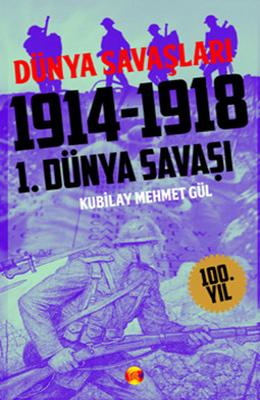 DÜNYA SAVAŞLARI
1914-1918
1. DÜNYA SAVAŞI
KUBİLAY MEHMET GÜL
100.
YIL